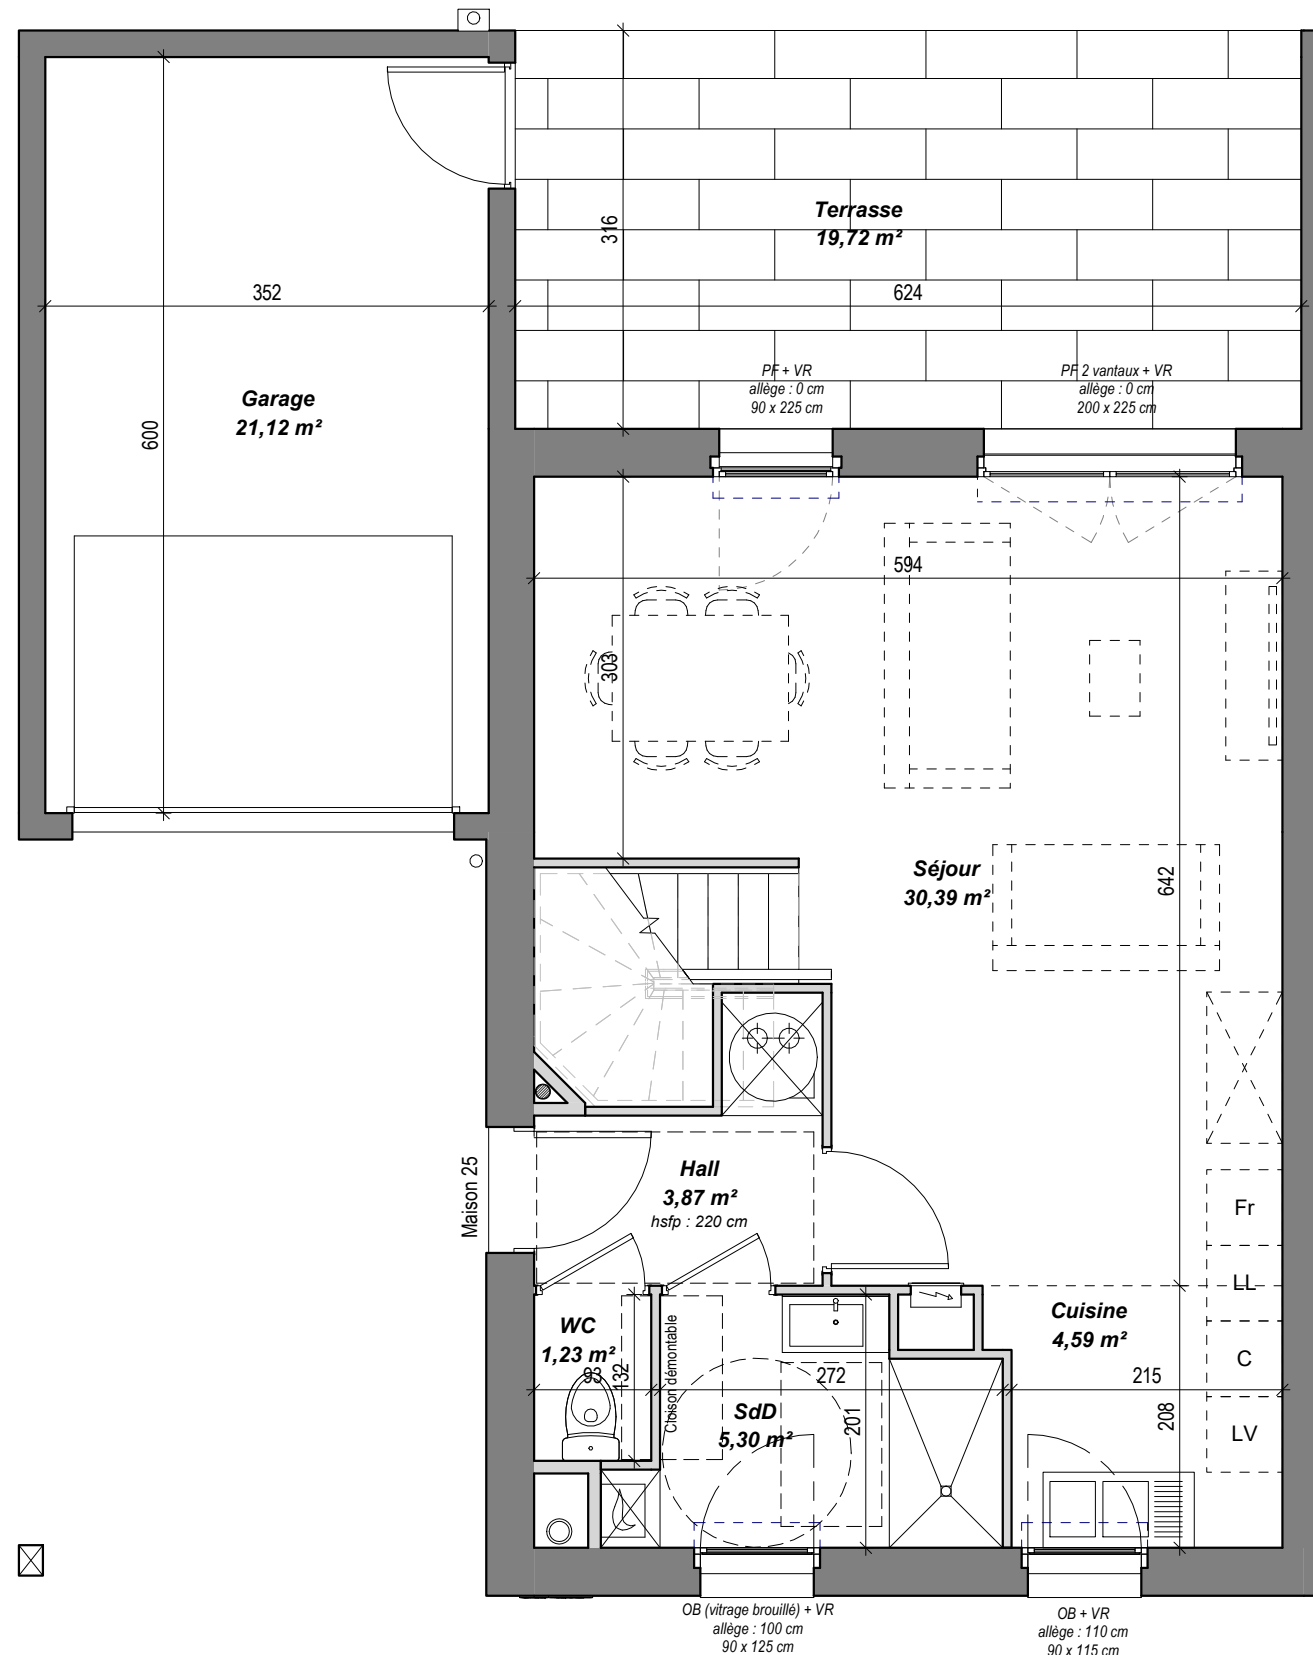 Terrasse
19,72 m²
316
352
624
PF + VR
allège : 0 cm
90 x 225 cm
PF 2 vantaux + VR
allège : 0 cm
200 x 225 cm
Garage
21,12 m²
600
594
303
Séjour
30,39 m²
642
Maison 25
Hall
3,87 m²
hsfp : 220 cm
Fr
LL
C
LV
WC
1,23 m²
93
132
Cloison démontable
272
SdD
5,30 m²
201
Cuisine
4,59 m²
215
208
OB (vitrage brouillé) + VR
allège : 100 cm
90 x 125 cm
OB + VR
allège : 110 cm
90 x 115 cm